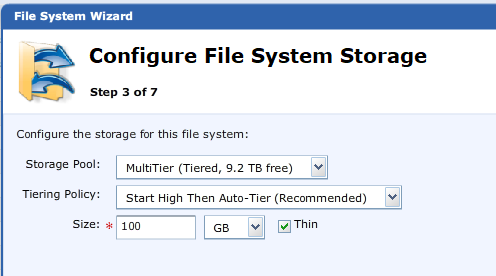 File System Wizard
Configure File System Storage
Step 3 of 7
Configure the storage for this file system:
Storage Pool: MultiTier (Tiered, 9.2 TB free)
Tiering Policy: Start High Then Auto-Tier (Recommended)
Size: * 100 GB Thin